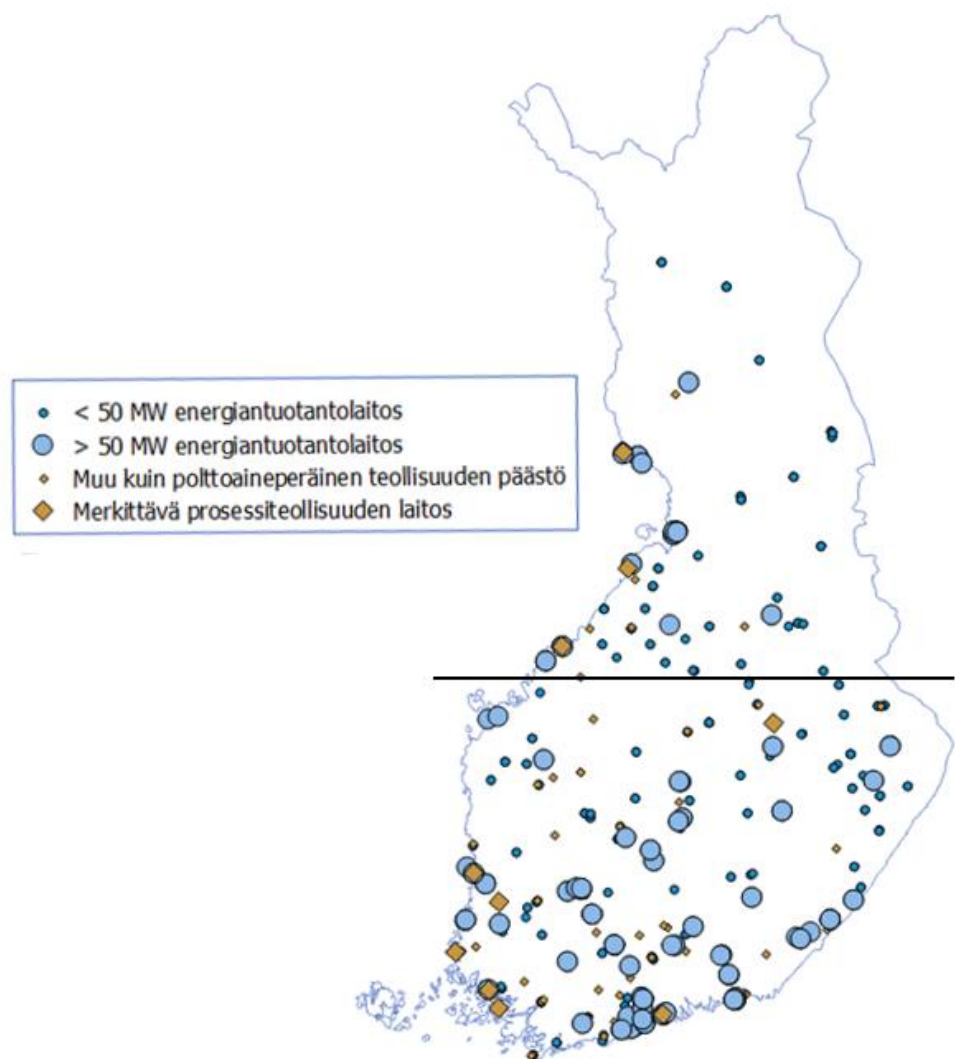 < 50 MW energiantuotantolaitos
> 50 MW energiantuotantolaitos
Muu kuin polttoaineperäinen teollisuuden päästö
Merkittävä prosessiteollisuuden laitos